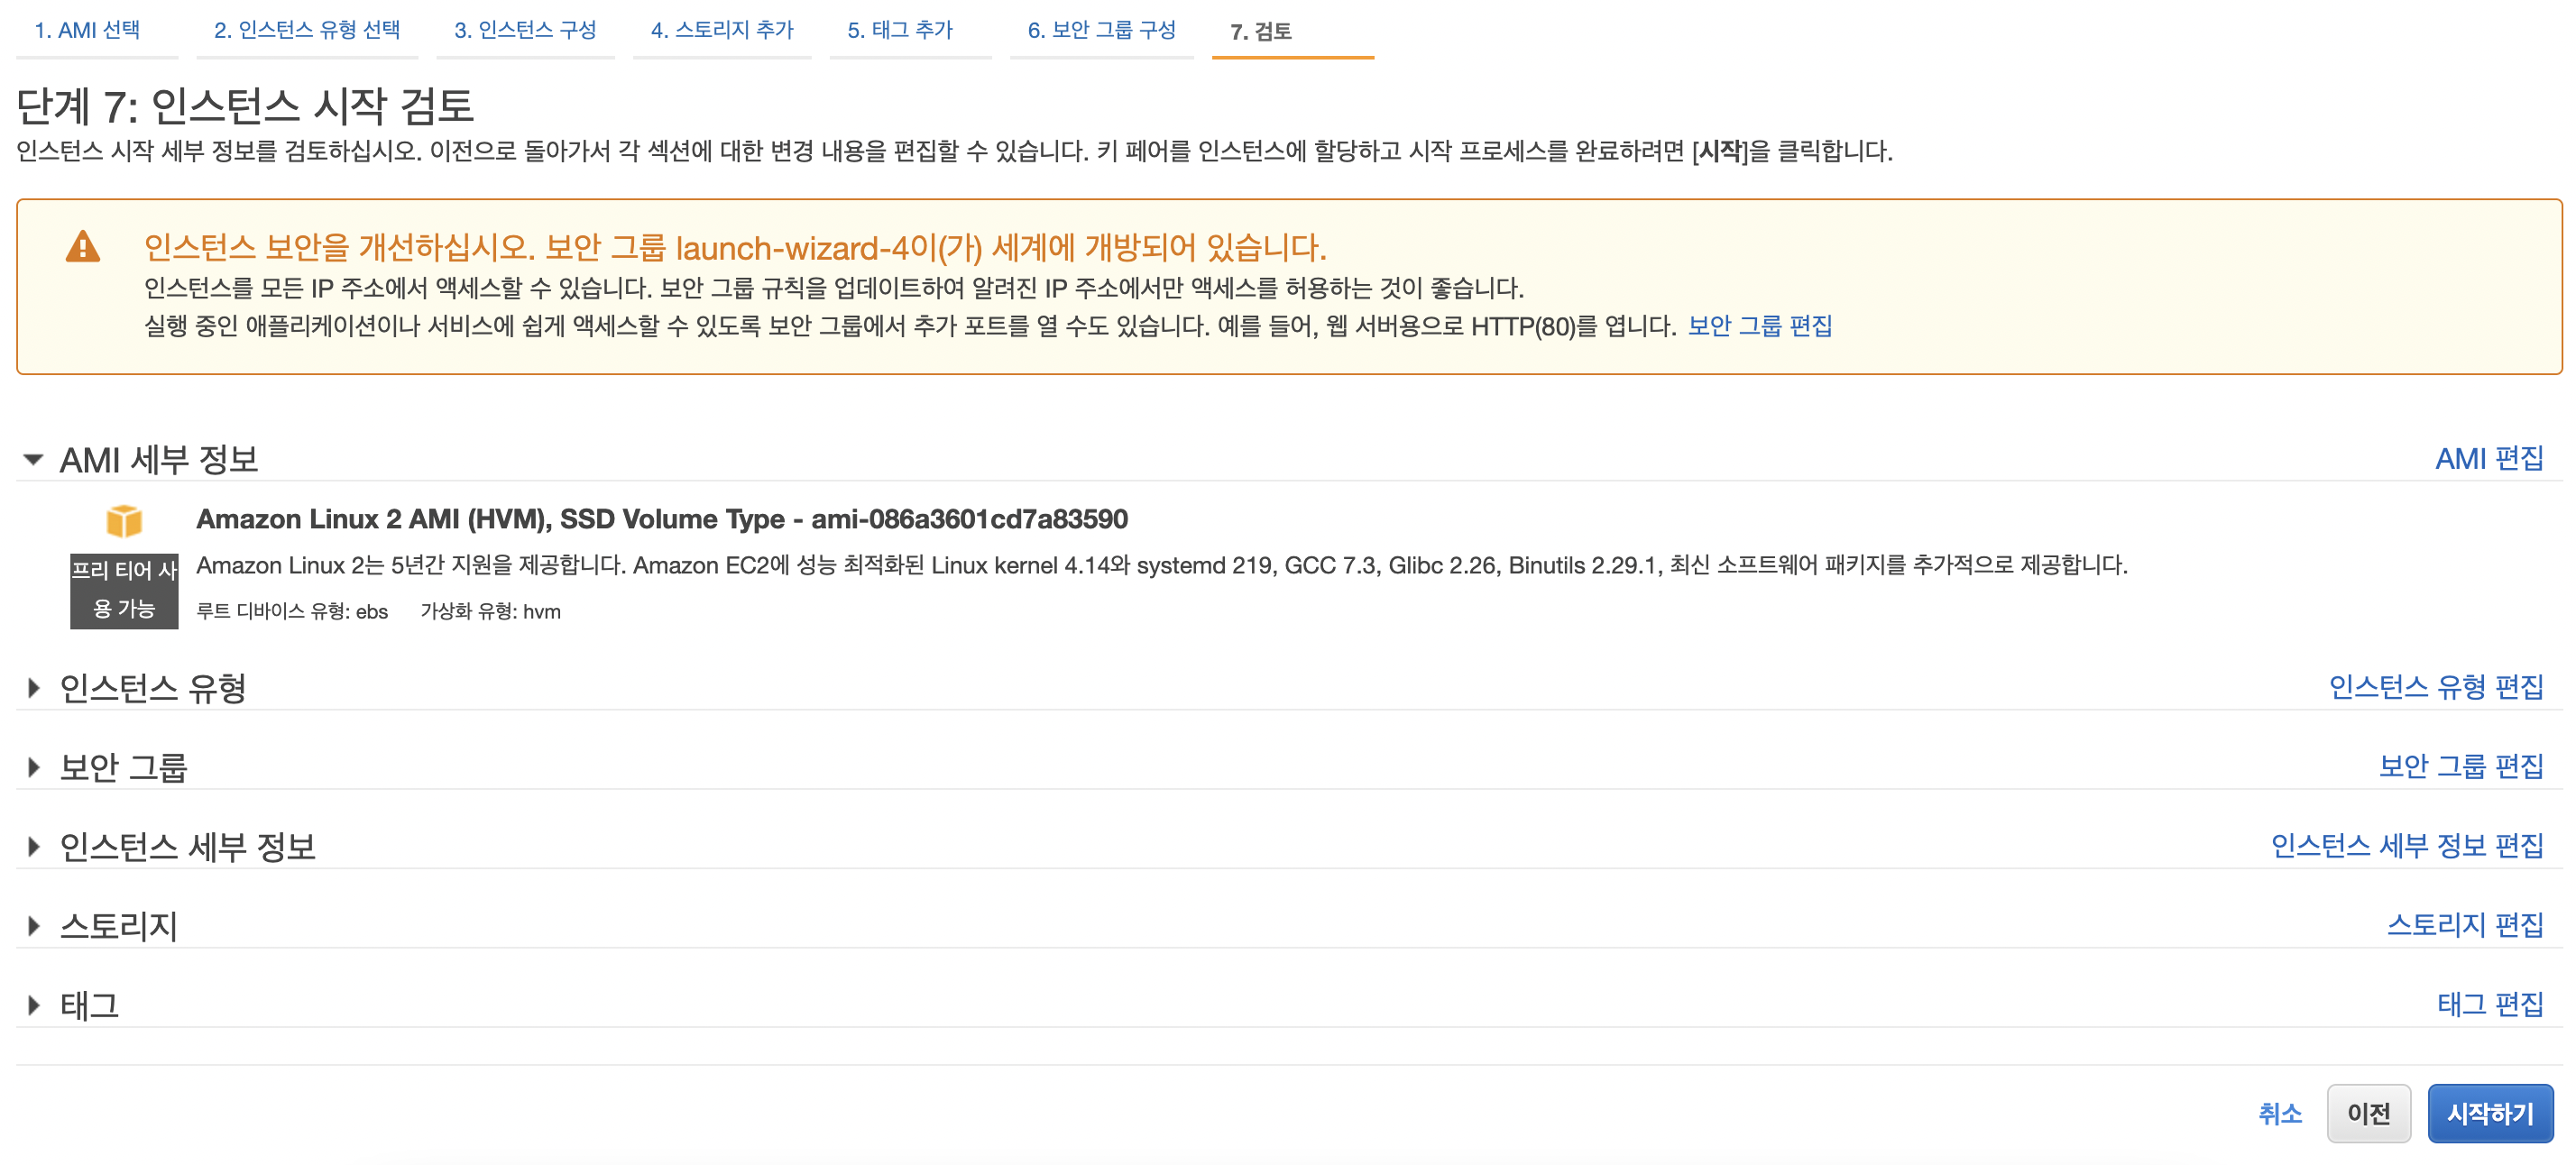 1. AMI 선택
2. 인스턴스 유형 선택
3. 인스턴스 구성
4. 스토리지 추가
5. 태그 추가
6. 보안 그룹 구성
7. 검토
단계 7: 인스턴스 시작 검토
인스턴스 시작 세부 정보를 검토하십시오. 이전으로 돌아가서 각 섹션에 대한 변경 내용을 편집할 수 있습니다. 키 페어를 인스턴스에 할당하고 시작 프로세스를 완료하려면 [시작]을 클릭합니다.
인스턴스 보안을 개선하십시오. 보안 그룹 launch-wizard-4이(가) 세계에 개방되어 있습니다.
인스턴스를 모든 IP 주소에서 액세스할 수 있습니다. 보안 그룹 규칙을 업데이트하여 알려진 IP 주소에서만 액세스를 허용하는 것이 좋습니다.
실행 중인 애플리케이션이나 서비스에 쉽게 액세스할 수 있도록 보안 그룹에서 추가 포트를 열 수도 있습니다. 예를 들어, 웹 서버용으로 HTTP(80)를 엽니다. 보안 그룹 편집
AMI 세부 정보
AMI 편집
Amazon Linux 2 AMI (HVM), SSD Volume Type - ami-086a3601cd7a83590
프리 티어 사
용 가능
Amazon Linux 2는 5년간 지원을 제공합니다. Amazon EC2에 성능 최적화된 Linux kernel 4.14와 systemd 219, GCC 7.3, Glibc 2.26, Binutils 2.29.1, 최신 소프트웨어 패키지를 추가적으로 제공합니다.
루트 디바이스 유형: ebs 가상화 유형: hvm
인스턴스 유형
인스턴스 유형 편집
보안 그룹
보안 그룹 편집
인스턴스 세부 정보
인스턴스 세부 정보 편집
스토리지
스토리지 편집
태그
태그 편집
취소
이전
시작하기